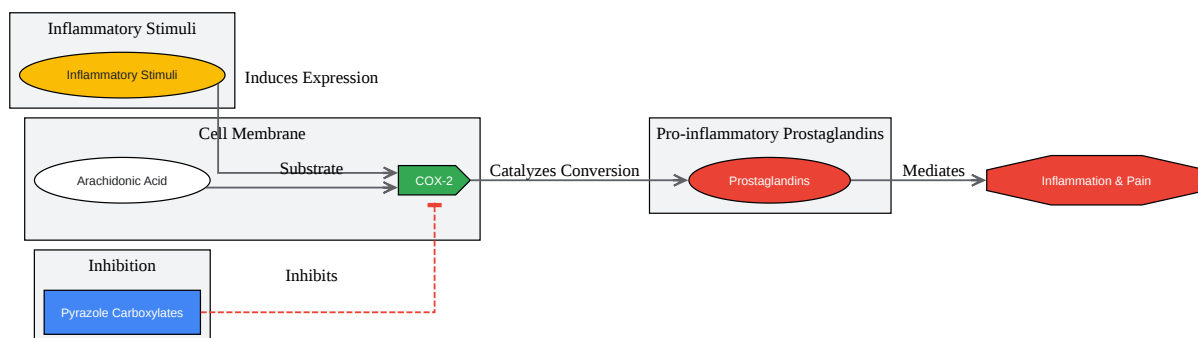 Inflammatory Stimuli
Inflammatory Stimuli
Induces Expression
Cell Membrane
Arachidonic Acid
Substrate
COX-2
Catalyzes Conversion
Pro-inflammatory Prostaglandins
Prostaglandins
Mediates
Inflammation & Pain
Inhibition
Pyrazole Carboxylates
Inhibits